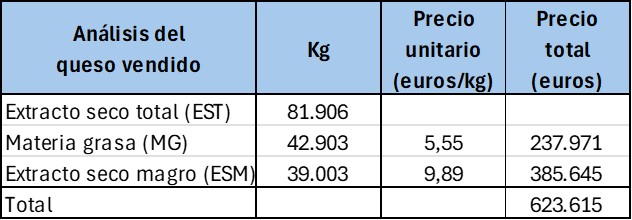 Análisis del queso vendido Kg Precio unitario (euros/kg) Precio total (euros)
Extracto seco total (EST) 81.906
Materia grasa (MG) 42.903 5,55 237.971
Extracto seco magro (ESM) 39.003 9,89 385.645
Total 623.615